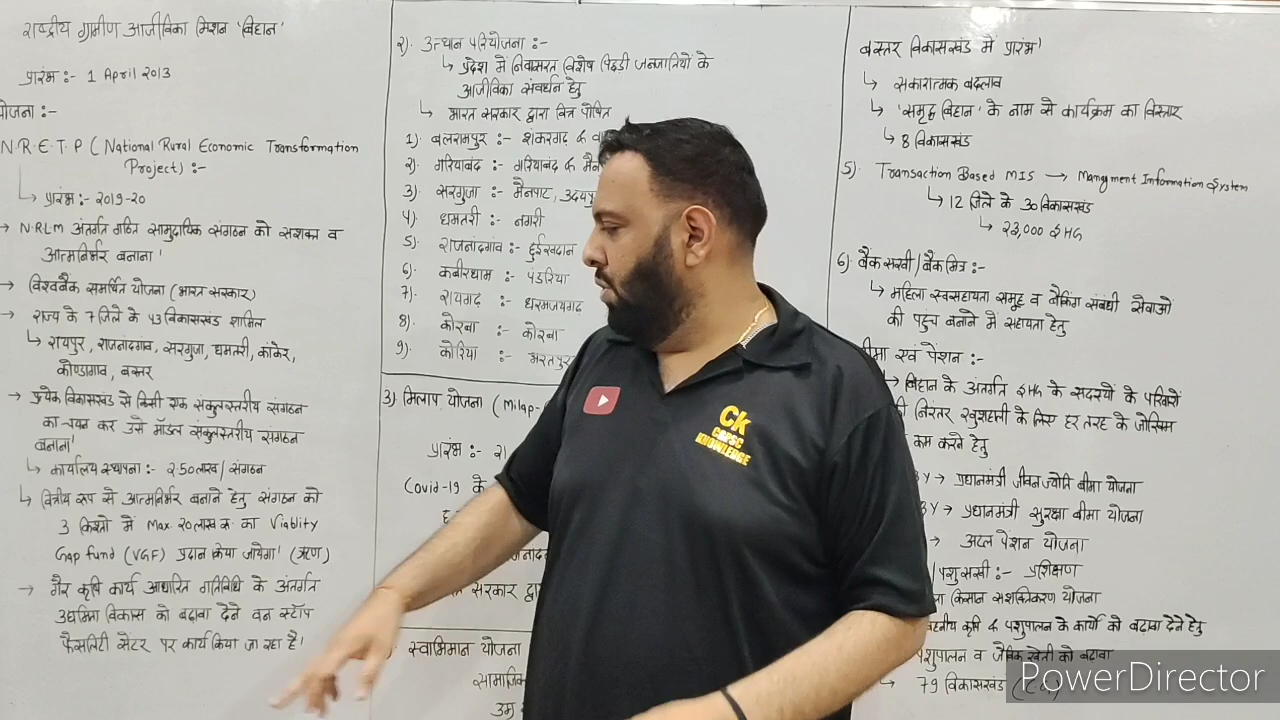 राष्ट्रीय ग्रामीण आजीविका मिशन 'बिहान'
प्रारंभ :- 1 April 2013
योजना :-
N.R.E.T.P (National Rural Economic Transformation
Project) :-
प्रारंभ :- 2019-20
→ NRLM अंतर्गत गठित सामुदायिक संगठन को सशक्त व
आत्मनिर्भर बनाना।
→ विश्वबैंक समर्थित योजना (भारत सरकार)
→ राज्य के 7 जिले के 43 विकासखंड शामिल
रायपुर, राजनांदगांव, सरगुजा, धमतरी, कांकेर,
कोण्डागांव, बस्तर
→ प्रत्येक विकासखंड से किसी एक संकुलस्तरीय संगठन
का चयन कर उसे मॉडल संकुलस्तरीय संगठन
बनाना।
कार्यालय स्थापना :- 2.50लाख/संगठन
वित्तीय रूप से आत्मनिर्भर बनाने हेतु संगठन को
3 किश्तो में Max. 20लाख रू. का Viablity
Gap fund (VGF) प्रदान किया जायेगा। (ऋण)
→ गैर कृषि कार्य आधारित गतिविधि के अंतर्गत
उद्यमिता विकास को बढ़ावा देने वन स्टॉप
फैसलिटी सेंटर पर कार्य किया जा रहा है।
2). उत्थान परियोजना :-
प्रदेश में निवासरत विशेष पिछड़ी जनजातियों के
आजीविका संवर्धन हेतु
भारत सरकार द्वारा वित्त पोषित
1). बलरामपुर :- शंकरगढ़
2). गरियाबंद :- गरियाबंद
3). सरगुजा :- मैनपाट,
4). धमतरी :- नगरी
5). राजनांदगांव :- छुईखदान
6). कबीरधाम :- पंडरिया
7). रायगढ़ :- धरमजयगढ़
8). कोरबा :- कोरबा
9). कोरिया :- भरतपुर
3) मिलाप योजना (Milap-
प्रारंभ :-
Covid-19 के
सरकार
स्वाभिमान योजना
बस्तर विकासखंड में प्रारंभ।
सकारात्मक बदलाव
'समृद्ध बिहान' के नाम से कार्यक्रम का विस्तार
8 विकासखंड
5). Transaction Based MIS → Mangment Information System
12 जिले के 30 विकासखंड
23,000 SHG
6) बैंक सखी/बैंक मित्र :-
महिला स्वसहायता समूह व बैंकिंग संबंधी सेवाओं
की पहुंच बनाने में सहायता हेतु
बीमा एवं पेंशन :-
बिहान के अंतर्गत SHG के सदस्यों के परिवारों
निरंतर खुशहाली के लिए हर तरह के जोखिम
कम करने हेतु
BY → प्रधानमंत्री जीवन ज्योति बीमा योजना
BY → प्रधानमंत्री सुरक्षा बीमा योजना
→ अटल पेंशन योजना
/पशु सखी :- प्रशिक्षण
किसान सशक्तिकरण योजना
कृषि व पशुपालन के कार्यो को बढ़ावा देने हेतु
पशुपालन व जैविक खेती को बढ़ावा
→ 79 विकासखंड
Ck
CGPSC
KNOWLEDGE
PowerDirector